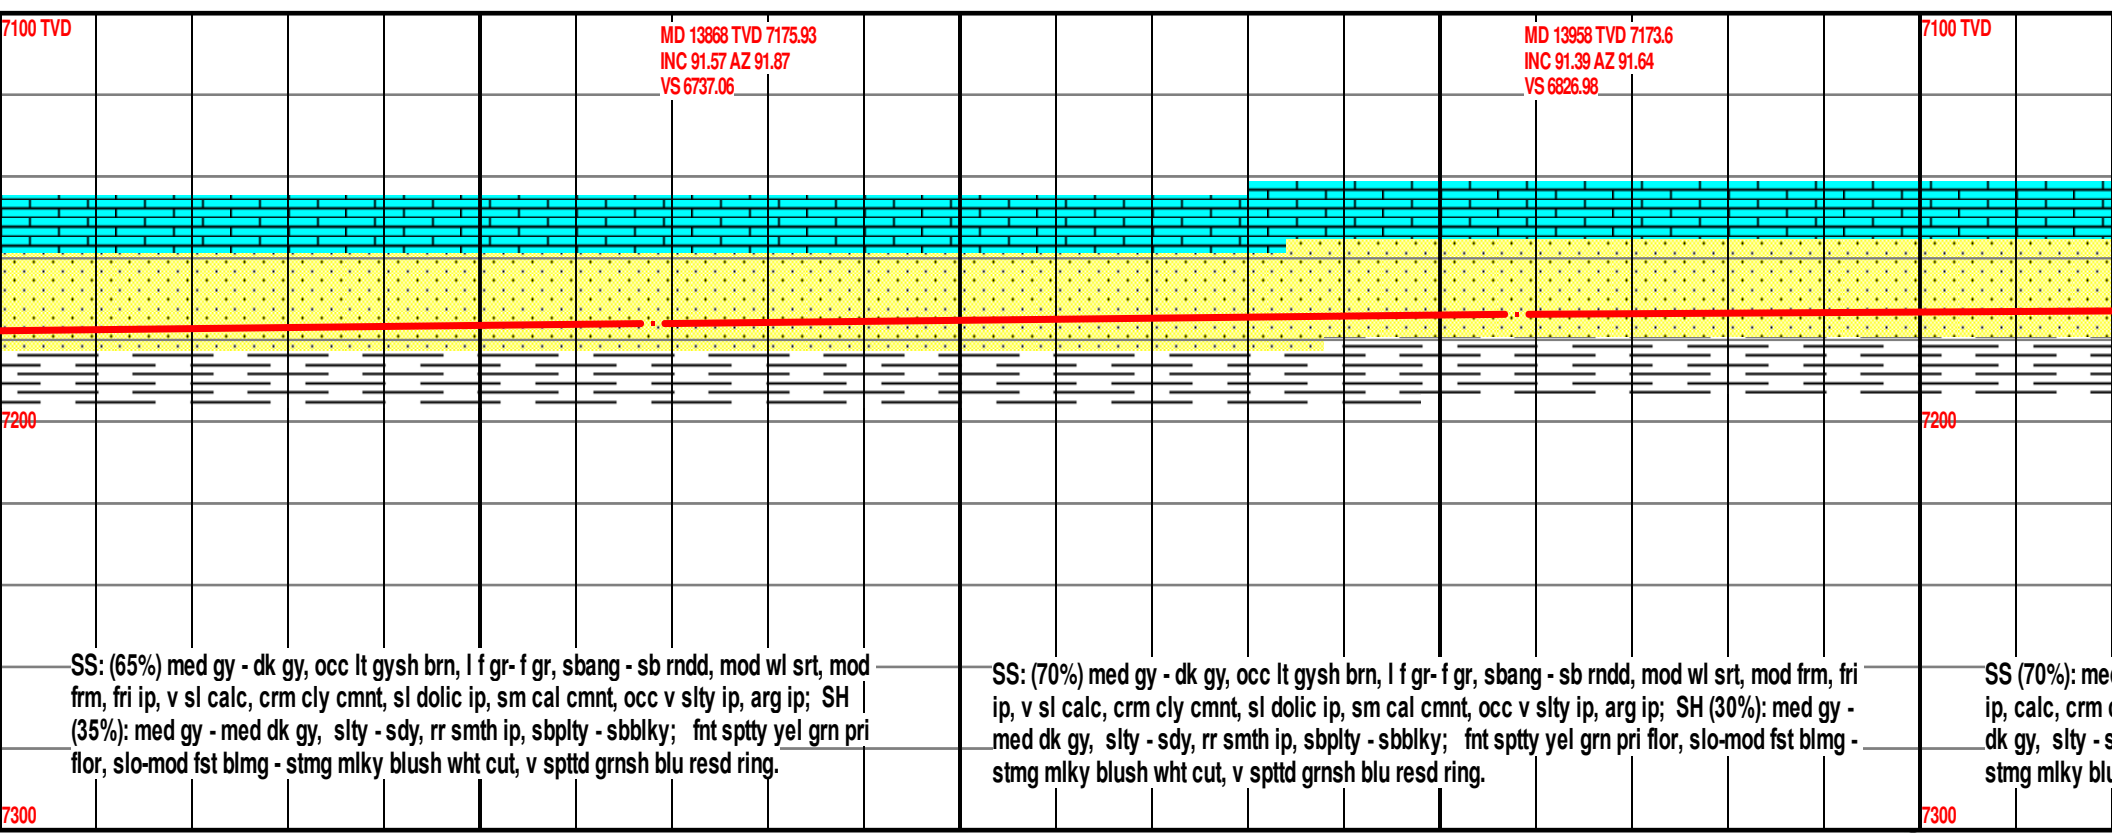 7100 TVD
MD 13868 TVD 7175.93
INC 91.57 AZ 91.87
VS 6737.06
MD 13958 TVD 7173.6
INC 91.39 AZ 91.64
VS 6826.98
7100 TVD
7200
7200
SS: (65%) med gy - dk gy, occ lt gysh brn, l f gr- f gr, sbang - sb rndd, mod wl srt, mod
frm, fri ip, v sl calc, crm cly cmnt, sl dolic ip, sm cal cmnt, occ v slty ip, arg ip; SH
(35%): med gy - med dk gy, slty - sdy, rr smth ip, sbplty - sbblky; fnt sptty yel grn pri
flor, slo-mod fst blmg - stmg mlky blush wht cut, v spttd grnsh blu resd ring.
SS: (70%) med gy - dk gy, occ lt gysh brn, l f gr- f gr, sbang - sb rndd, mod wl srt, mod frm, fri
ip, v sl calc, crm cly cmnt, sl dolic ip, sm cal cmnt, occ v slty ip, arg ip; SH (30%): med gy -
med dk gy, slty - sdy, rr smth ip, sbplty - sbblky; fnt sptty yel grn pri flor, slo-mod fst blmg -
stmg mlky blush wht cut, v spttd grnsh blu resd ring.
SS (70%): med
ip, calc, crm
dk gy, slty -
stmg mlky
7300
7300